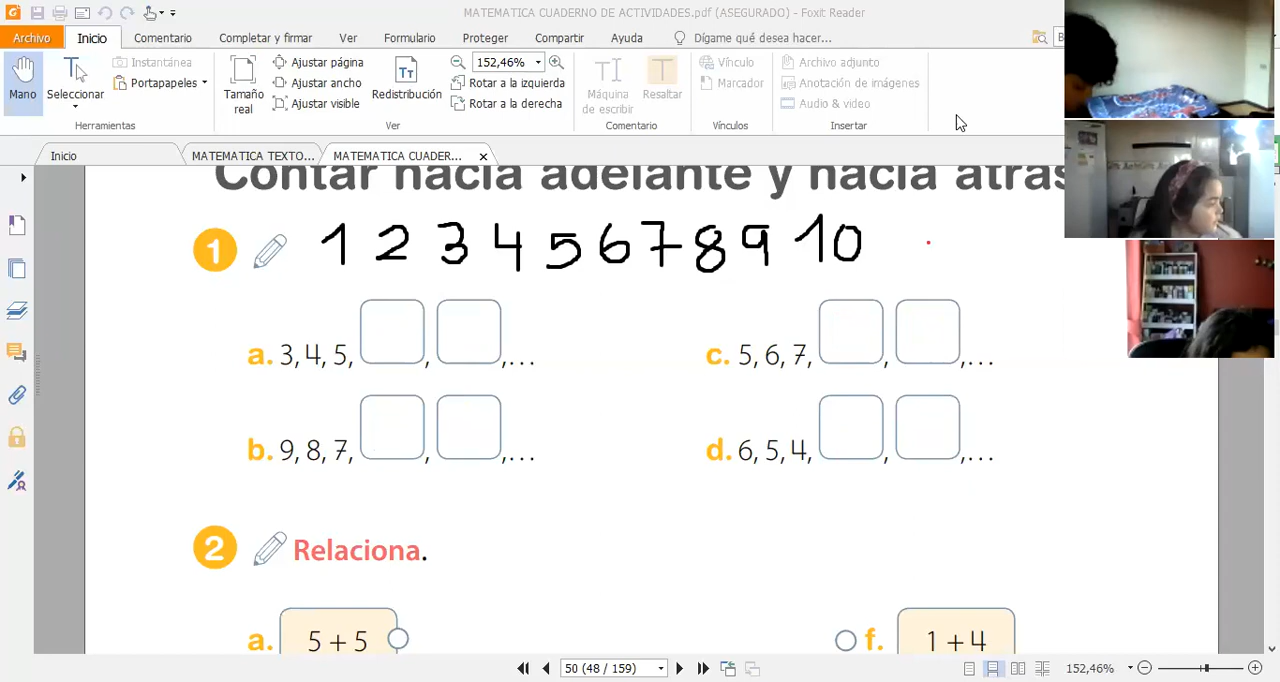 MATEMATICA CUADERNO DE ACTIVIDADES.pdf (ASEGURADO) - Foxit Reader
Archivo Inicio Comentario Completar y firmar Ver Formulario Proteger Compartir Ayuda Dígame qué desea hacer...
Mano
Seleccionar
Instantánea
Portapapeles
Herramientas
Tamaño real
Ajustar página
Ajustar ancho
Ajustar visible
Redistribución
152,46%
Rotar a la izquierda
Rotar a la derecha
Ver
Máquina de escribir
Resaltar
Comentario
Vínculo
Marcador
Vínculos
Archivo adjunto
Anotación de imágenes
Audio & video
Insertar
Inicio MATEMATICA TEXTO... MATEMATICA CUADER...
Contar hacia adelante y hacia atrás
1 1 2 3 4 5 6 7 8 9 10
a. 3, 4, 5, , ,... c. 5, 6, 7, , ,...
b. 9, 8, 7, , ,... d. 6, 5, 4, , ,...
2 Relaciona.
a. 5 + 5 f. 1 + 4
50 (48 / 159) 152,46%